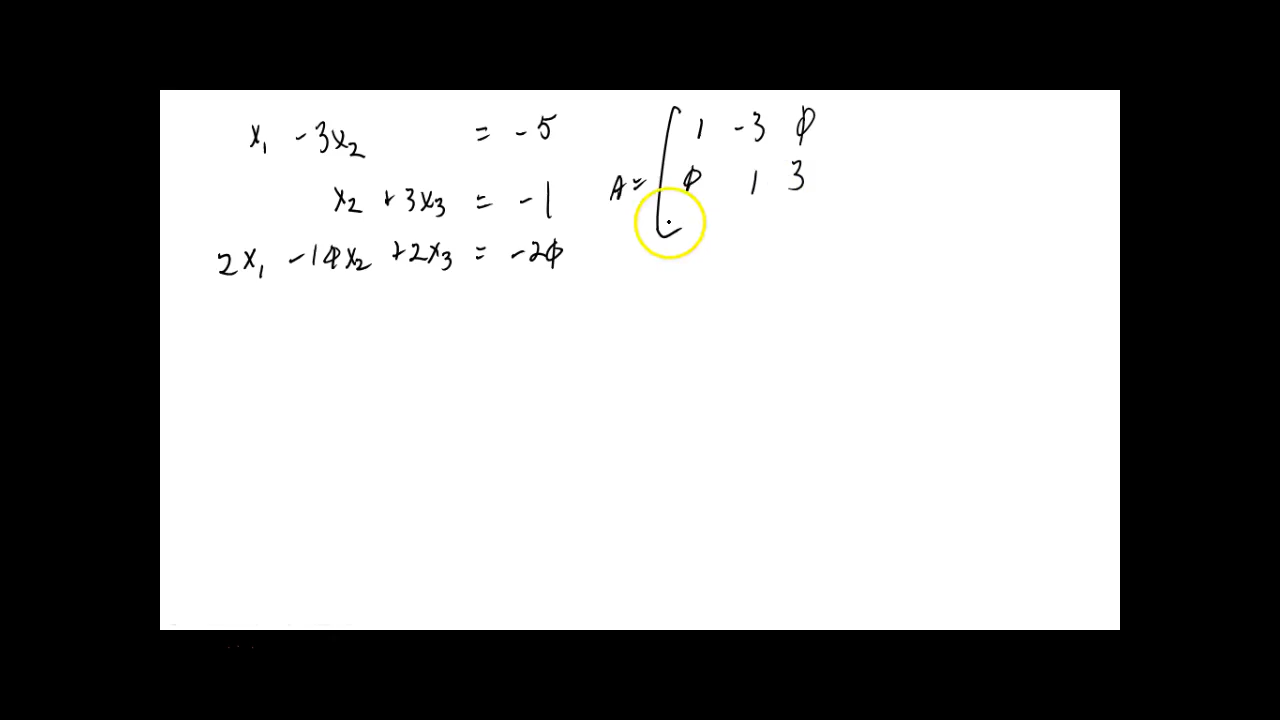 x₁ - 3x₂ = -5
x₂ + 3x₃ = -1
2x₁ - 10x₂ + 2x₃ = -20
A = [ 1 -3 0
0 1 3